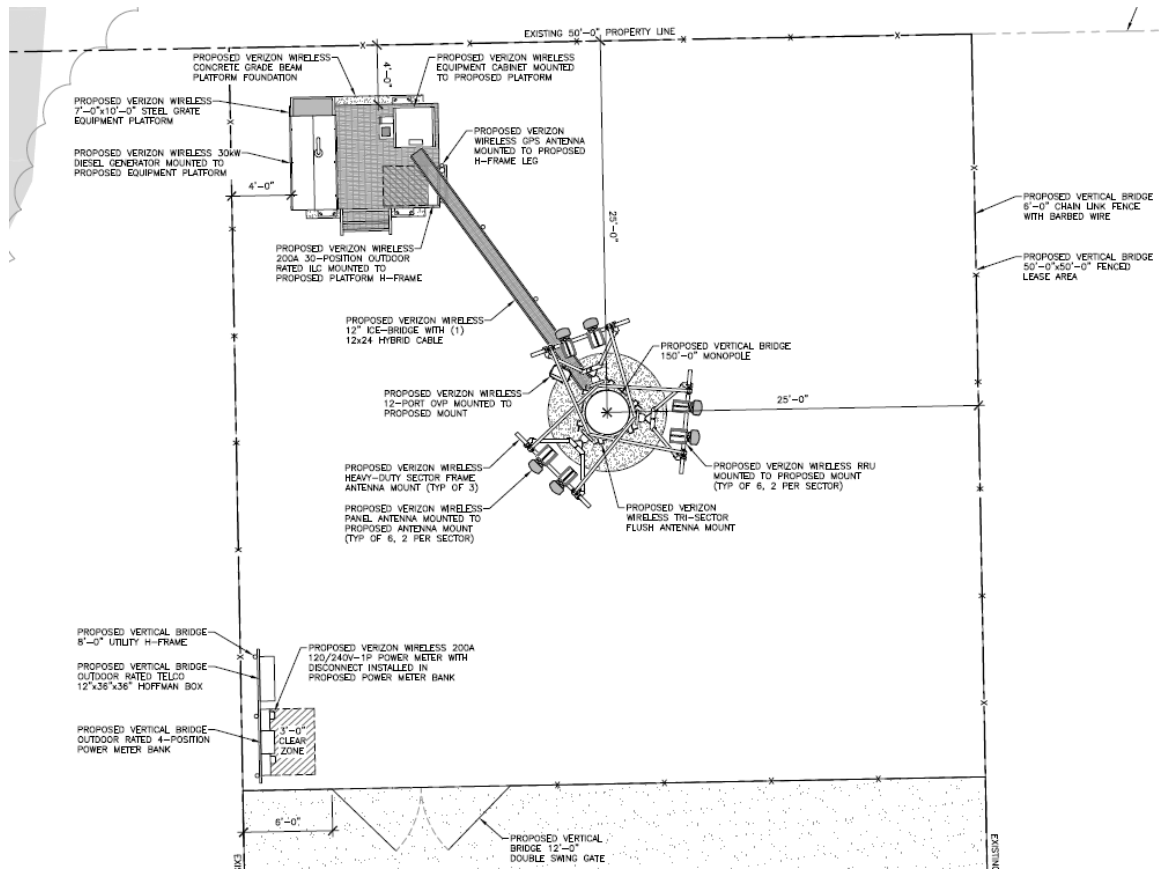 EXISTING 50'-0" PROPERTY LINE
PROPOSED VERIZON WIRELESS
CONCRETE GRADE BEAM
PLATFORM FOUNDATION
4'-0"
PROPOSED VERIZON WIRELESS
EQUIPMENT CABINET MOUNTED
TO PROPOSED PLATFORM
PROPOSED VERIZON WIRELESS
7'-0"x10'-0" STEEL GRATE
EQUIPMENT PLATFORM
PROPOSED VERIZON
WIRELESS GPS ANTENNA
MOUNTED TO PROPOSED
H-FRAME LEG
PROPOSED VERIZON WIRELESS 30kW
DIESEL GENERATOR MOUNTED TO
PROPOSED EQUIPMENT PLATFORM
4'-0"
25'-0"
PROPOSED VERTICAL BRIDGE
6'-0" CHAIN LINK FENCE
WITH BARBED WIRE
PROPOSED VERIZON WIRELESS
200A 30-POSITION OUTDOOR
RATED ILC MOUNTED TO
PROPOSED PLATFORM H-FRAME
PROPOSED VERTICAL BRIDGE
50'-0"x50'-0" FENCED
LEASE AREA
PROPOSED VERIZON WIRELESS
12" ICE-BRIDGE WITH (1)
12x24 HYBRID CABLE
PROPOSED VERTICAL BRIDGE
150'-0" MONOPOLE
PROPOSED VERIZON WIRELESS
12-PORT OVP MOUNTED TO
PROPOSED MOUNT
25'-0"
PROPOSED VERIZON WIRELESS
HEAVY-DUTY SECTOR FRAME
ANTENNA MOUNT (TYP OF 3)
PROPOSED VERIZON WIRELESS RRU
MOUNTED TO PROPOSED MOUNT
(TYP OF 6, 2 PER SECTOR)
PROPOSED VERIZON WIRELESS
PANEL ANTENNA MOUNTED TO
PROPOSED ANTENNA MOUNT
(TYP OF 6, 2 PER SECTOR)
PROPOSED VERIZON
WIRELESS TRI-SECTOR
FLUSH ANTENNA MOUNT
PROPOSED VERTICAL BRIDGE
8'-0" UTILITY H-FRAME
PROPOSED VERIZON WIRELESS 200A
120/240V-1P POWER METER WITH
DISCONNECT INSTALLED IN
PROPOSED POWER METER BANK
PROPOSED VERTICAL BRIDGE
OUTDOOR RATED TELCO
12"x36"x36" HOFFMAN BOX
PROPOSED VERTICAL BRIDGE
OUTDOOR RATED 4-POSITION
POWER METER BANK
3'-0"
CLEAR
ZONE
6'-0"
PROPOSED VERTICAL
BRIDGE 12'-0"
DOUBLE SWING GATE
EXIS
EXISTING